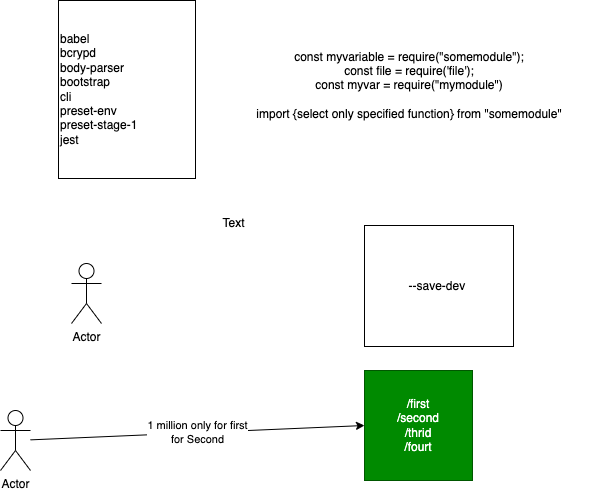 babel
bcrypd
body-parser
bootstrap
cli
preset-env
preset-stage-1
jest
const myvariable = require("somemodule");
const file = require('file');
const myvar = require("mymodule")
import {select only specified function} from "somemodule"
Text
--save-dev
Actor
/first
/second
/thrid
/fourt
1 million only for first
for Second
Actor